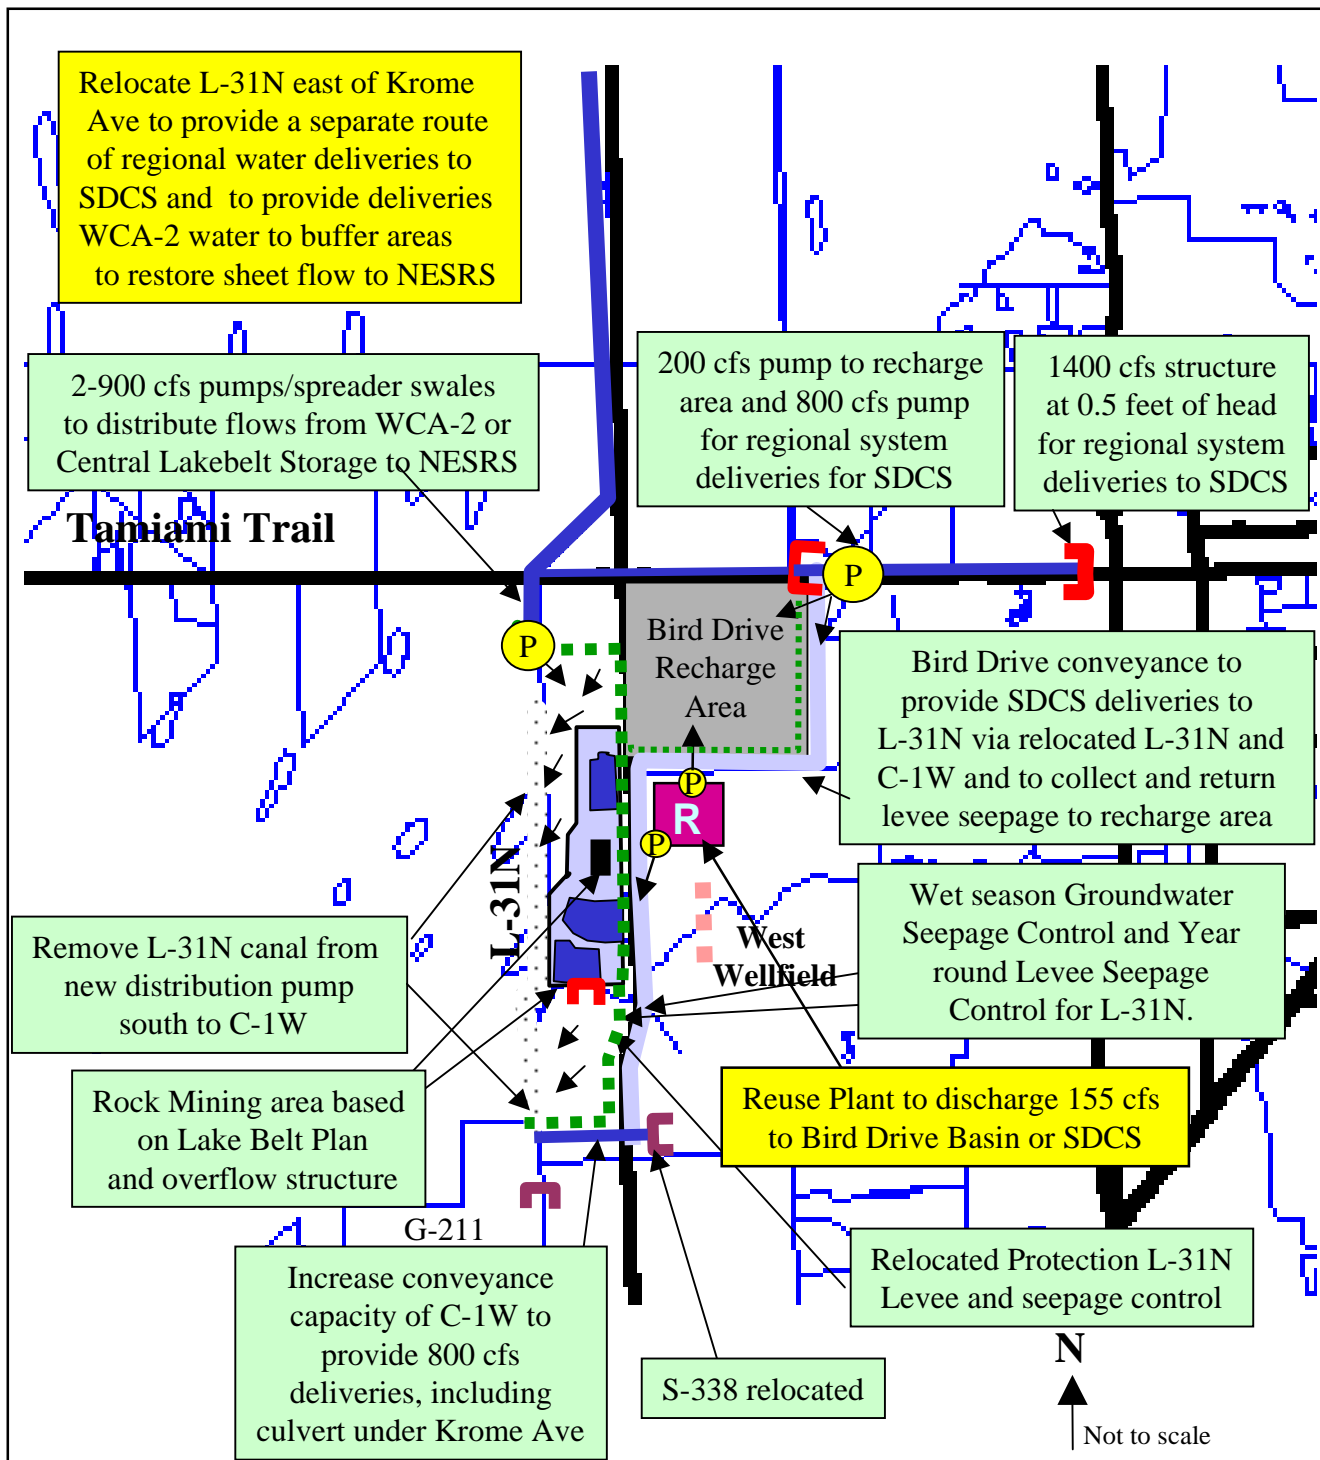 Relocate L-31N east of Krome
Ave to provide a separate route
of regional water deliveries to
SDCS and to provide deliveries
WCA-2 water to buffer areas
to restore sheet flow to NESRS
2-900 cfs pumps/spreader swales
to distribute flows from WCA-2 or
Central Lakebelt Storage to NESRS
200 cfs pump to recharge
area and 800 cfs pump
for regional system
deliveries for SDCS
1400 cfs structure
at 0.5 feet of head
for regional system
deliveries to SDCS
Tamiami Trail
P
P
Bird Drive
Recharge
Area
Bird Drive conveyance to
provide SDCS deliveries to
L-31N via relocated L-31N and
C-1W and to collect and return
levee seepage to recharge area
P
R
P
L-31N
West
Wellfield
Wet season Groundwater
Seepage Control and Year
round Levee Seepage
Control for L-31N.
Remove L-31N canal from
new distribution pump
south to C-1W
Rock Mining area based
on Lake Belt Plan
and overflow structure
Reuse Plant to discharge 155 cfs
to Bird Drive Basin or SDCS
G-211
Increase conveyance
capacity of C-1W to
provide 800 cfs
deliveries, including
culvert under Krome Ave
Relocated Protection L-31N
Levee and seepage control
S-338 relocated
N
Not to scale